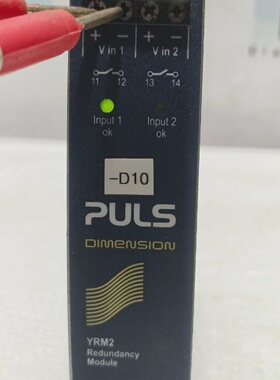 + − + −
V in 1 V in 2
11 12 13 14
Input 1 Input 2
ok ok
-D10
PULS
DIMENSION
YRM2
Redundancy
Module